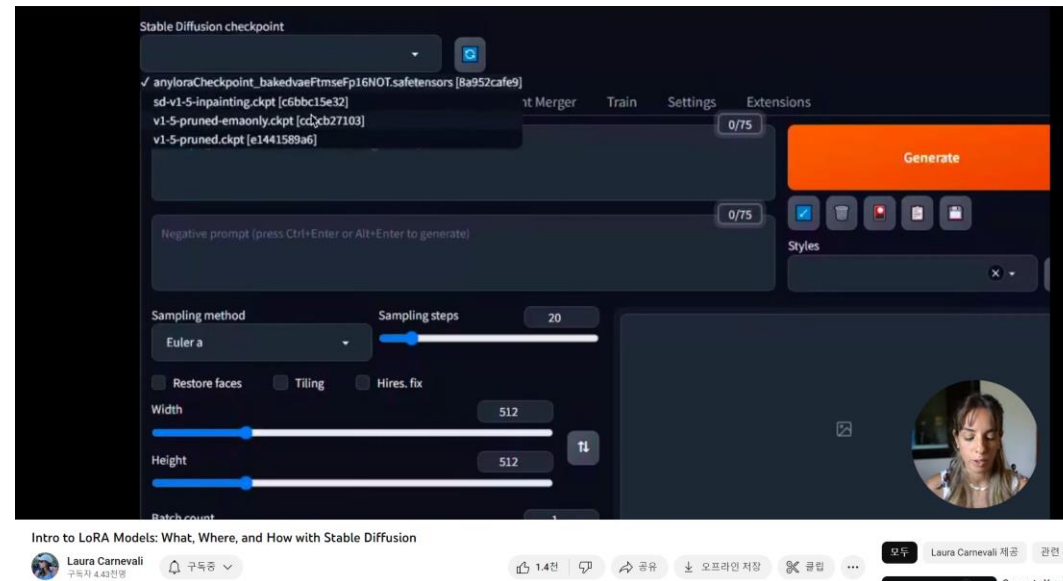 Stable Diffusion checkpoint
✓ anyloraCheckpoint_bakedvaeFtmseFp16NOT.safetensors [8a952cafe9]
sd-v1-5-inpainting.ckpt [c6bbc15e32]
nt Merger Train Settings Extensions
v1-5-pruned-emaonly.ckpt
0/75
v1-5-pruned.ckpt [e1441589a6]
Generate
0/75
Negative prompt (press Ctrl+Enter or Alt+Enter to generate)
Styles
Sampling method
Sampling steps
20
Euler a
Restore faces Tiling Hires. fix
Width
512
Height
512
Batch count
1
Intro to LoRA Models: What, Where, and How with Stable Diffusion
모두 Laura Carnevali 제공 관련
Laura Carnevali
구독자 4.43천명
구독중
1.4천
공유
오프라인 저장
클립